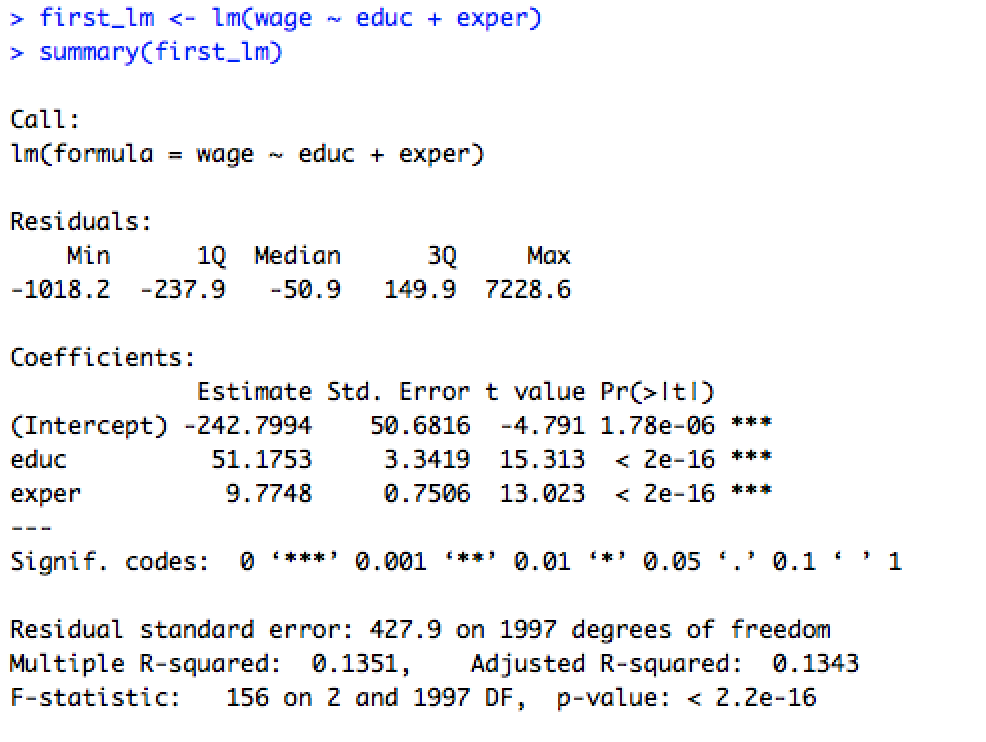 > first_lm <- lm(wage ~ educ + exper)
> summary(first_lm)
Call:
lm(formula = wage ~ educ + exper)
Residuals:
    Min      1Q  Median      3Q     Max
-1018.2  -237.9   -50.9   149.9  7228.6
Coefficients:
             Estimate Std. Error t value Pr(>|t|)
(Intercept) -242.7994    50.6816  -4.791 1.78e-06 ***
educ          51.1753     3.3419  15.313  < 2e-16 ***
exper          9.7748     0.7506  13.023  < 2e-16 ***
---
Signif. codes:  0 ‘***’ 0.001 ‘**’ 0.01 ‘*’ 0.05 ‘.’ 0.1 ‘ ’ 1
Residual standard error: 427.9 on 1997 degrees of freedom
Multiple R-squared:  0.1351,    Adjusted R-squared:  0.1343
F-statistic:   156 on 2 and 1997 DF,  p-value: < 2.2e-16